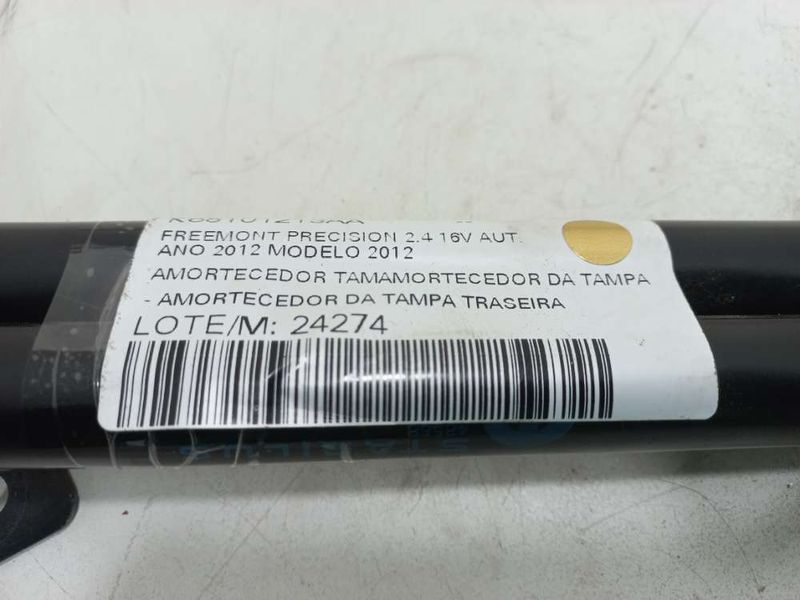 FREEMONT PRECISION 2.4 16V AUT.
ANO 2012 MODELO 2012
AMORTECEDOR TAMAMORTECEDOR DA TAMPA
- AMORTECEDOR DA TAMPA TRASEIRA
LOTE/M: 24274
STABILUS